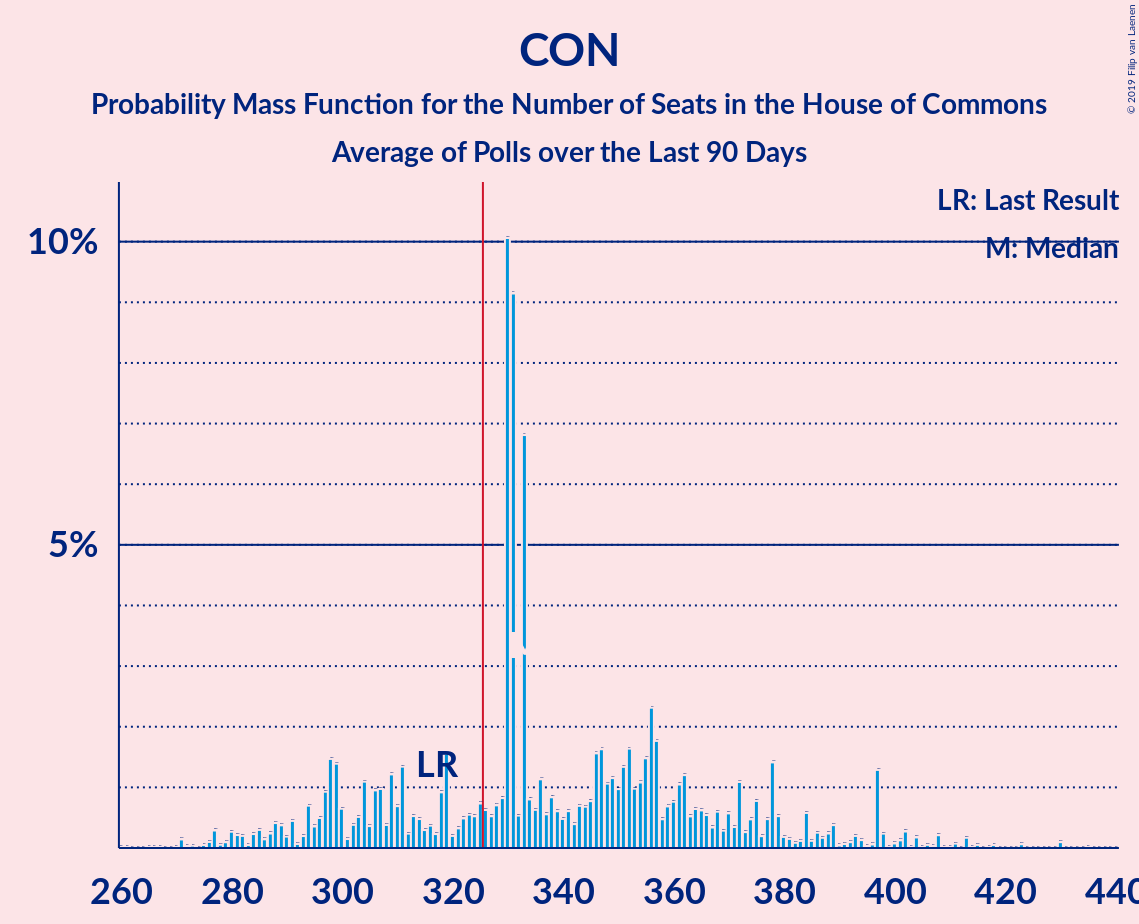 CON
Probability Mass Function for the Number of Seats in the House of Commons
Average of Polls over the Last 90 Days
© 2019 Filip van Laenen
LR: Last Result
M: Median
10%
5%
LR
260 280 300 320 340 360 380 400 420 440